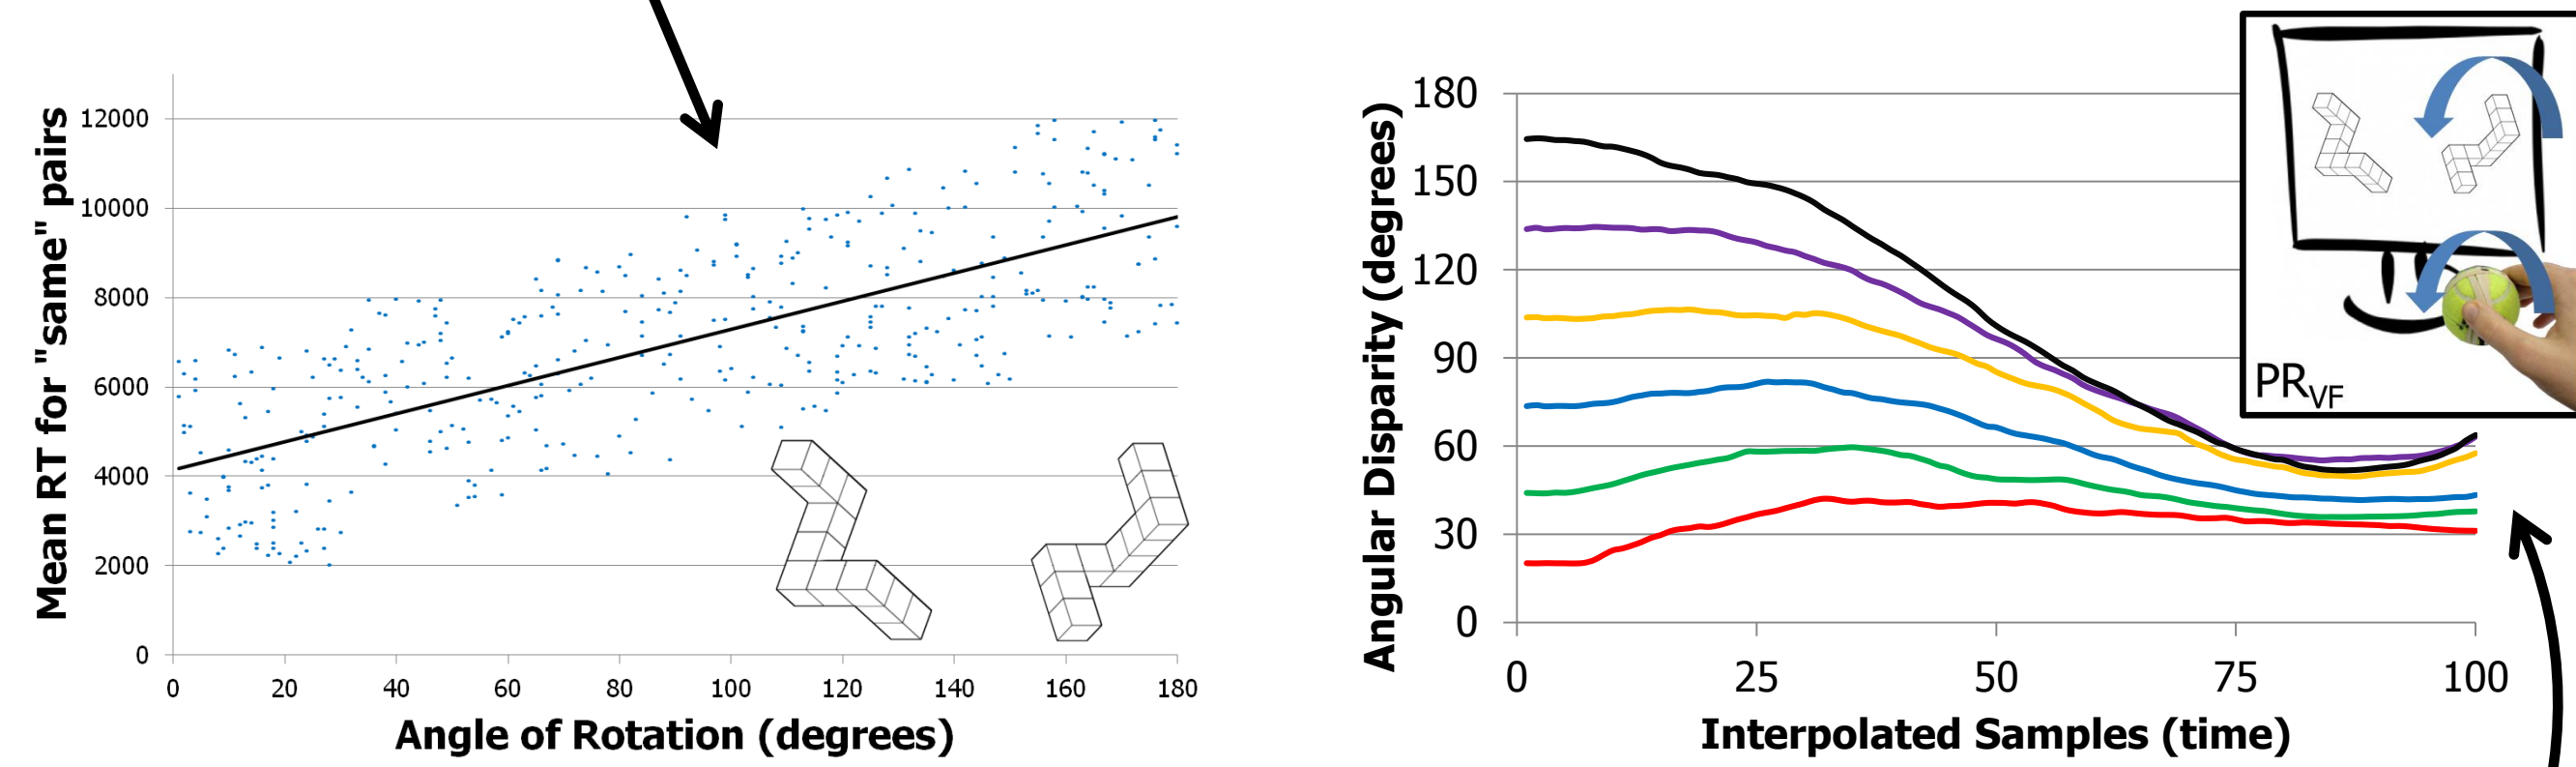 Mean RT for "same" pairs
12000
10000
8000
6000
4000
2000
0
0 20 40 60 80 100 120 140 160 180
Angle of Rotation (degrees)
Angular Disparity (degrees)
180
150
120
90
60
30
0
0 25 50 75 100
Interpolated Samples (time)
PRVF